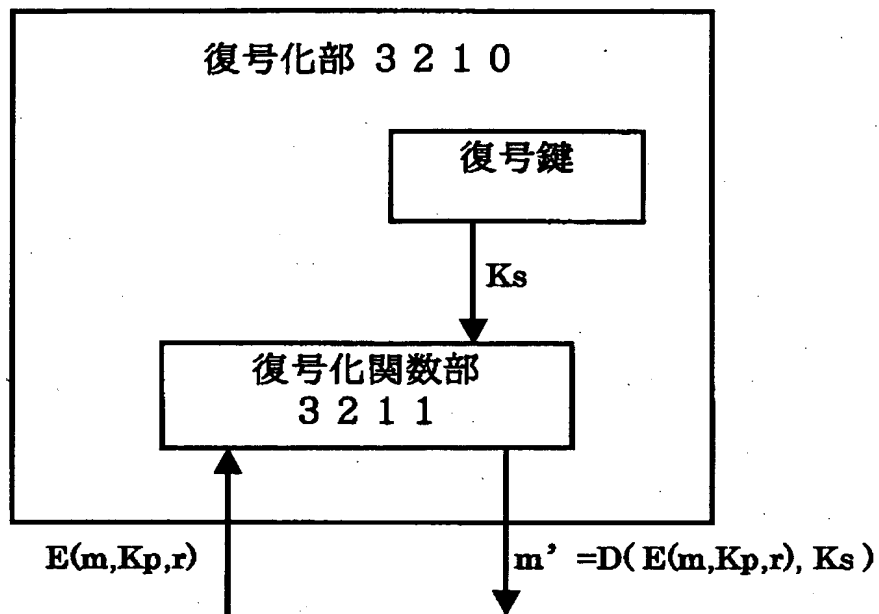 復号化部 ３２１０
復号鍵
Ks
復号化関数部
３２１１
E(m,Kp,r)
m’ =D( E(m,Kp,r), Ks )